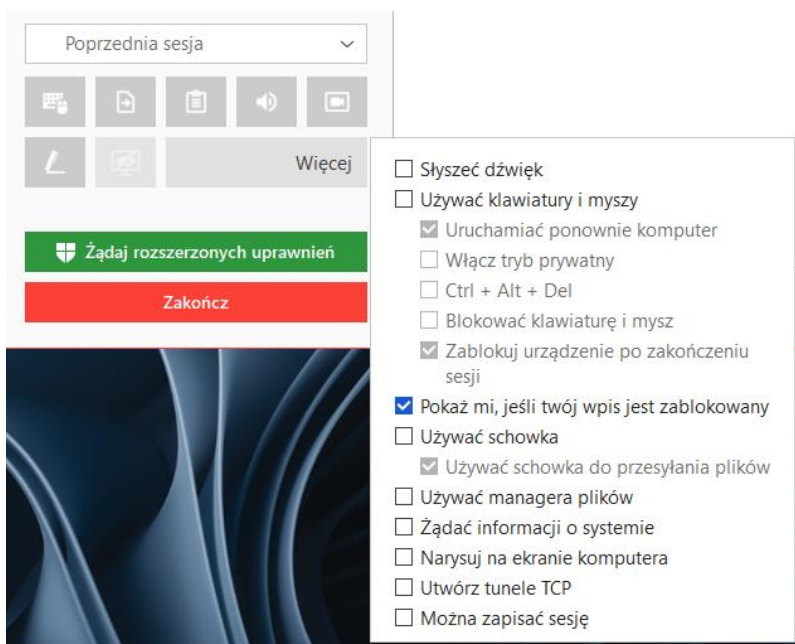 Poprzednia sesja
Więcej
Żądaj rozszerzonych uprawnień
Zakończ
Słyszeć dźwięk
Używać klawiatury i myszy
Uruchamiać ponownie komputer
Włącz tryb prywatny
Ctrl + Alt + Del
Blokować klawiaturę i mysz
Zablokuj urządzenie po zakończeniu
sesji
Pokaż mi, jeśli twój wpis jest zablokowany
Używać schowka
Używać schowka do przesyłania plików
Używać managera plików
Żądać informacji o systemie
Narysuj na ekranie komputera
Utwórz tunele TCP
Można zapisać sesję